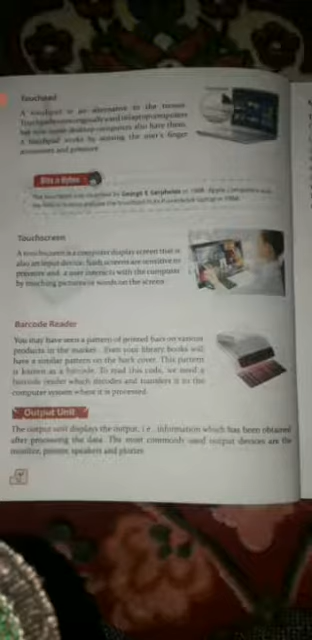 Touchpad
A touchpad is an alternative to the mouse.
Touchpads were originally used in laptop computers
but now some desktop computers also have them.
A touchpad works by sensing the user's finger
movement and pressure.
Bits n Bytes
The touchpad was invented by George E Gerpheide in 1988. Apple Computers was
the first to license and use the touchpad in its Powerbook laptops in 1994.
Touchscreen
A touchscreen is a computer display screen that is
also an input device. Such screens are sensitive to
pressure and a user interacts with the computer
by touching pictures or words on the screen.
Barcode Reader
You may have seen a pattern of printed bars on various
products in the market. Even your library books will
have a similar pattern on the back cover. This pattern
is known as a barcode. To read this code, we need a
barcode reader which decodes and transfers it to the
computer system where it is processed.
Output Unit
The output unit displays the output, i.e., information which has been obtained
after processing the data. The most commonly used output devices are the
monitor, printer, speakers and plotter.